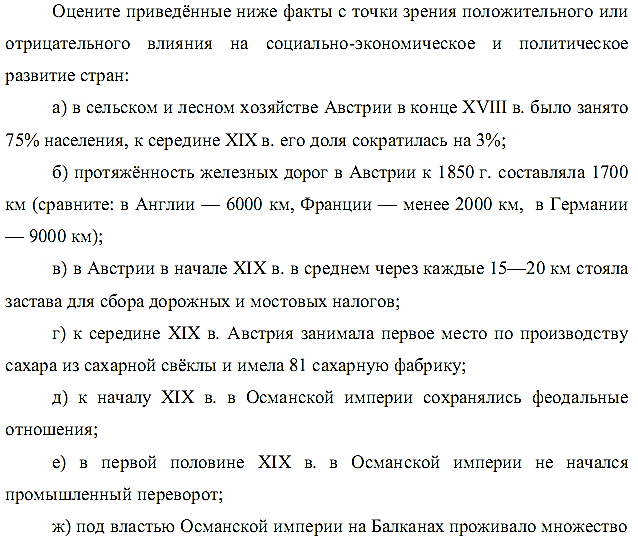 Оцените приведённые ниже факты с точки зрения положительного или
отрицательного влияния на социально-экономическое и политическое
развитие стран:
а) в сельском и лесном хозяйстве Австрии в конце XVIII в. было занято
75% населения, к середине XIX в. его доля сократилась на 3%;
б) протяжённость железных дорог в Австрии к 1850 г. составляла 1700
км (сравните: в Англии — 6000 км, Франции — менее 2000 км, в Германии
— 9000 км);
в) в Австрии в начале XIX в. в среднем через каждые 15—20 км стояла
застава для сбора дорожных и мостовых налогов;
г) к середине XIX в. Австрия занимала первое место по производству
сахара из сахарной свёклы и имела 81 сахарную фабрику;
д) к началу XIX в. в Османской империи сохранялись феодальные
отношения;
е) в первой половине XIX в. в Османской империи не начался
промышленный переворот;
ж) под властью Османской империи на Балканах проживало множество